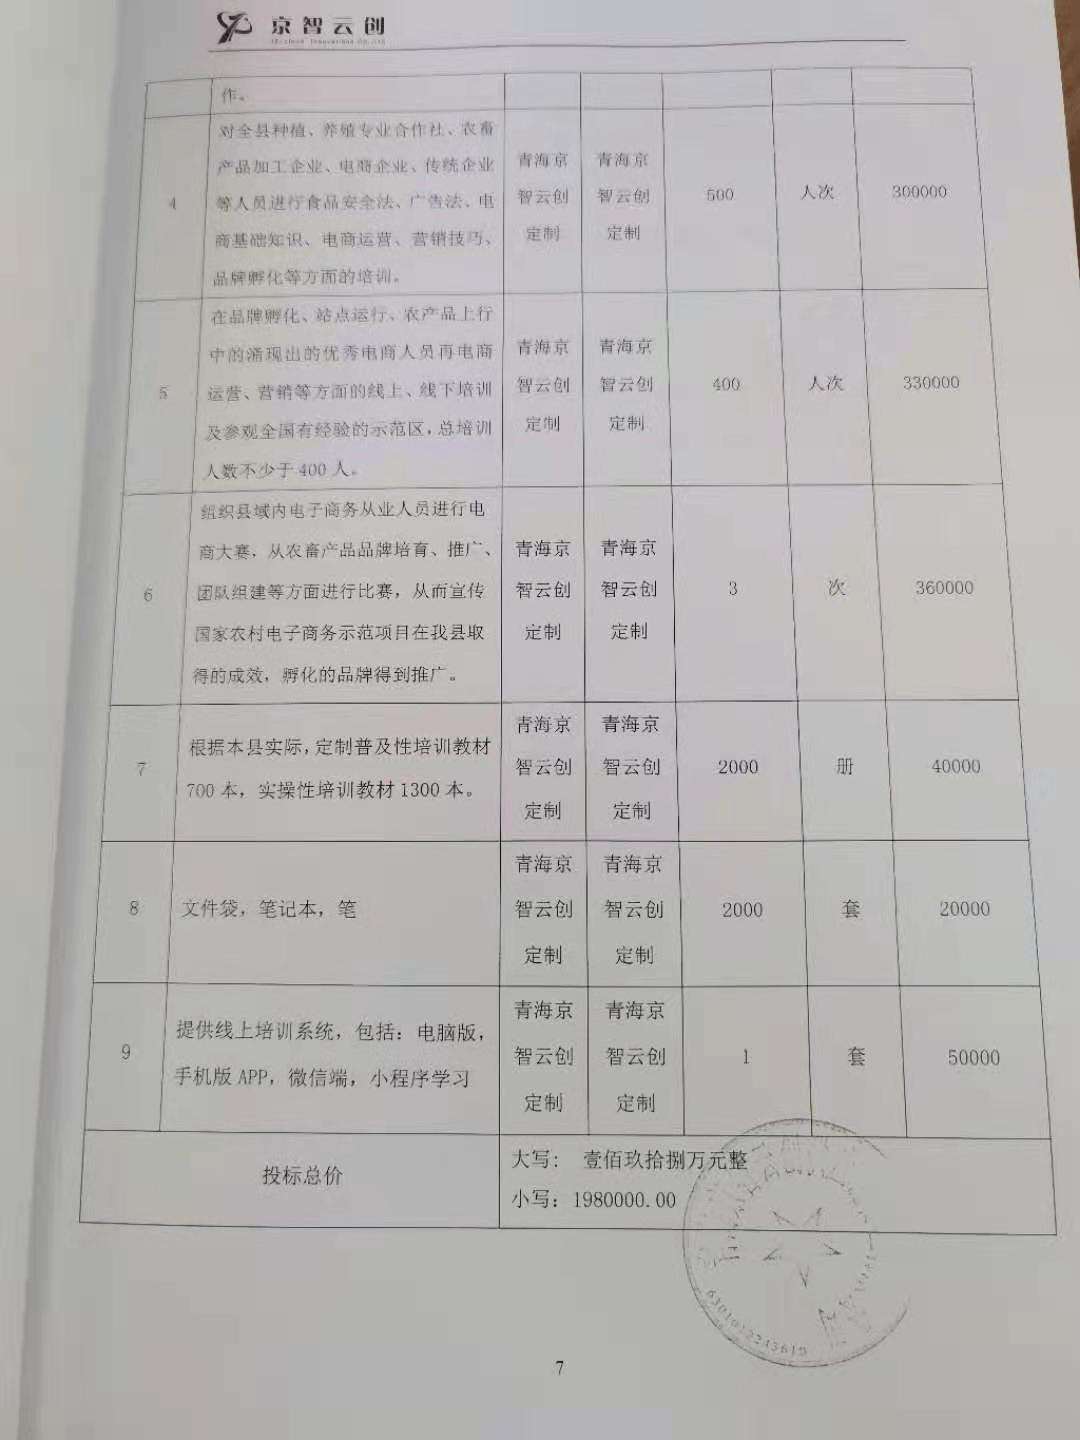 京智云创
作。
4
对全县种植、养殖专业合作社、农畜
产品加工企业、电商企业、传统企业
等人员进行食品安全法、广告法、电
商基础知识、电商运营、营销技巧、
品牌孵化等方面的培训。
青海京
智云创
定制
青海京
智云创
定制
500
人次
300000
5
在品牌孵化、站点运行、农产品上行
中的涌现出的优秀电商人员再电商
运营、营销等方面的线上、线下培训
及参观全国有经验的示范区，总培训
人数不少于400人。
青海京
智云创
定制
青海京
智云创
定制
400
人次
330000
6
组织县域内电子商务从业人员进行电
商大赛，从农畜产品品牌培育、推广、
团队组建等方面进行比赛，从而宣传
国家农村电子商务示范项目在我县取
得的成效，孵化的品牌得到推广。
青海京
智云创
定制
青海京
智云创
定制
3
次
360000
7
根据本县实际，定制普及性培训教材
700本，实操性培训教材1300本。
青海京
智云创
定制
青海京
智云创
定制
2000
册
40000
8
文件袋，笔记本，笔
青海京
智云创
定制
青海京
智云创
定制
2000
套
20000
9
提供线上培训系统，包括：电脑版，
手机版APP，微信端，小程序学习
青海京
智云创
定制
青海京
智云创
定制
1
套
50000
投标总价
大写： 壹佰玖拾捌万元整
小写：1980000.00
7